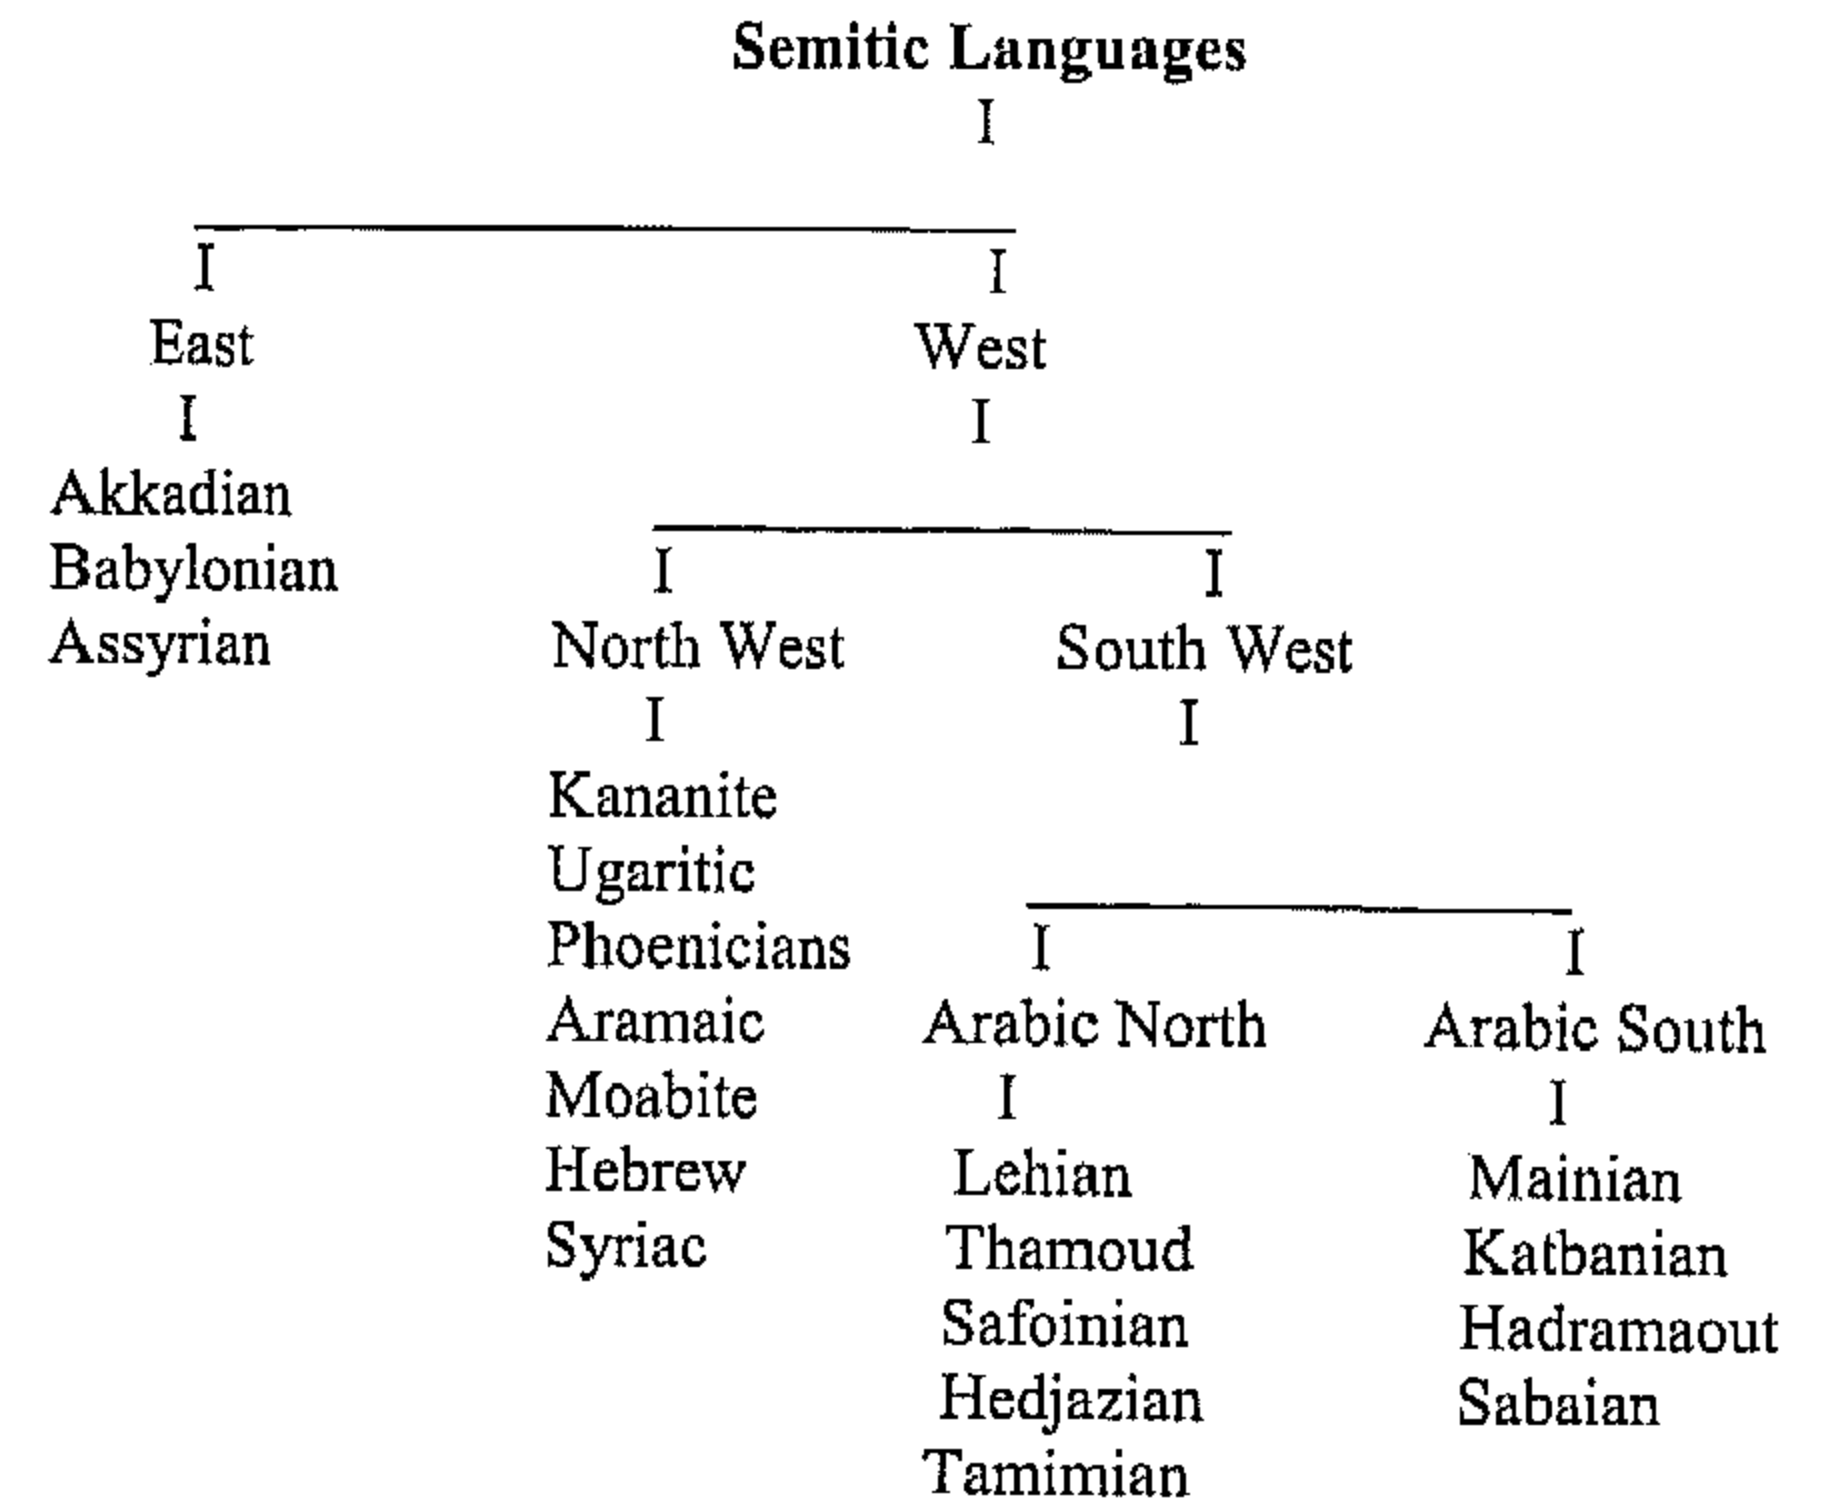 Semitic Languages
I
I I
East West
I I
Akkadian
Babylonian
Assyrian
I I
North West South West
I I
Kananite
Ugaritic
Phoenicians
Aramaic
Moabite
Hebrew
Syriac
I I
Arabic North Arabic South
I I
Lehian
Thamoud
Safoinian
Hedjazian
Tamimian
Mainian
Katbanian
Hadramaout
Sabaian